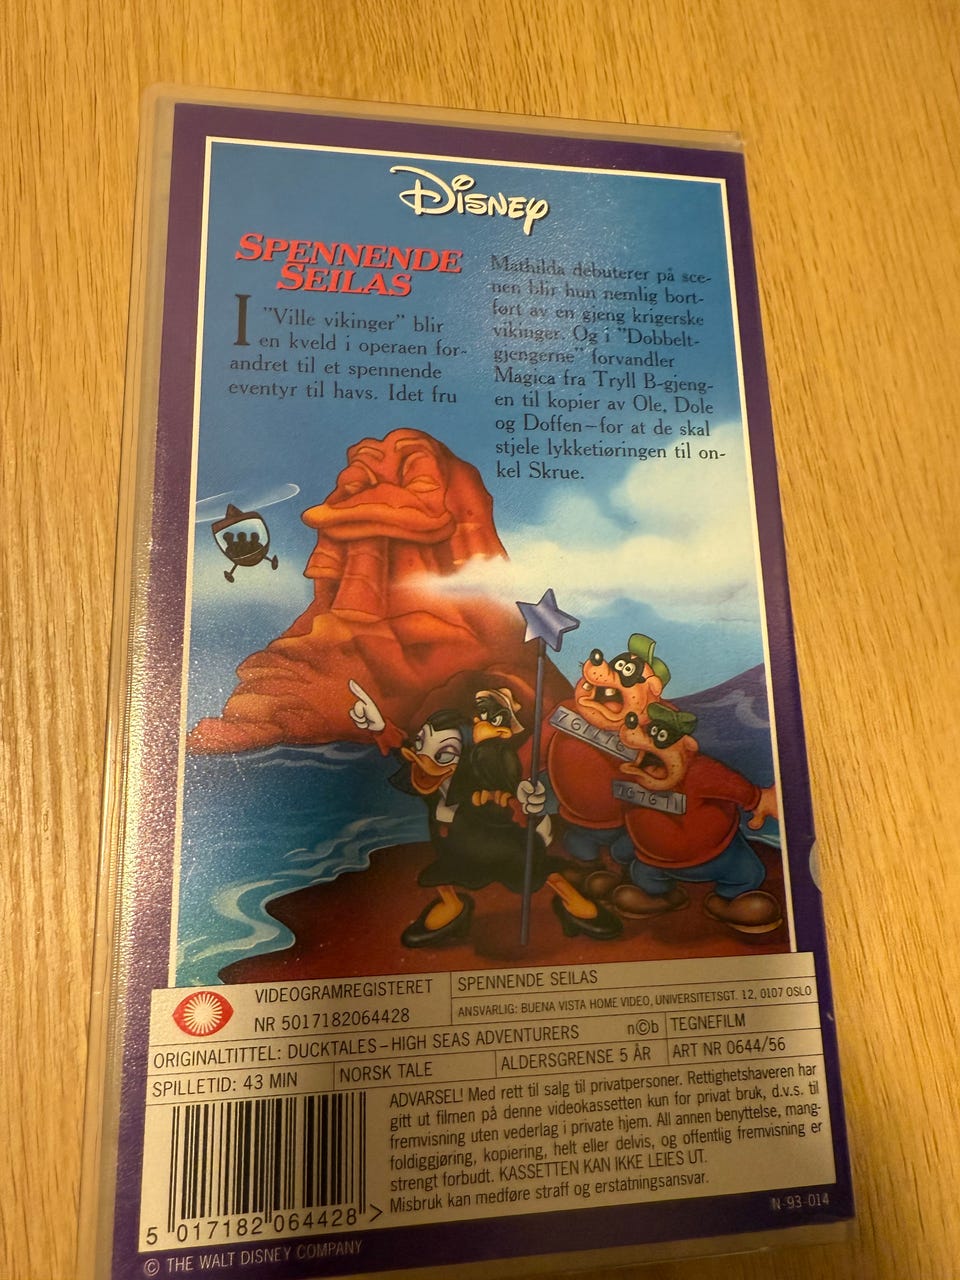 Disney
SPENNENDE
SEILAS
I "Ville vikinger" blir
en kveld i operaen for-
andret til et spennende
eventyr til havs. Idet fru
Mathilda debuterer på sce-
nen blir hun nemlig bort-
ført av en gjeng krigerske
vikinger. Og i "Dobbelt-
gjengerne" forvandler
Magica fra Tryll B-gjeng-
en til kopier av Ole, Dole
og Doffen–for at de skal
stjele lykketiøringen til on-
kel Skrue.
761176
167671
VIDEOGRAMREGISTERET
NR 5017182064428
SPENNENDE SEILAS
ANSVARLIG: BUENA VISTA HOME VIDEO, UNIVERSITETSGT. 12, 0107 OSLO
ORIGINALTITTEL: DUCKTALES–HIGH SEAS ADVENTURERS
n©b
TEGNEFILM
SPILLETID: 43 MIN
NORSK TALE
ALDERSGRENSE 5 ÅR
ART NR 0644/56
ADVARSEL! Med rett til salg til privatpersoner. Rettighetshaveren har
gitt ut filmen på denne videokassetten kun for privat bruk, d.v.s. til
fremvisning uten vederlag i private hjem. All annen benyttelse, mang-
foldiggjøring, kopiering, helt eller delvis, og offentlig fremvisning er
strengt forbudt. KASSETTEN KAN IKKE LEIES UT.
Misbruk kan medføre straff og erstatningsansvar.
5 017182 064428 >
N-93-014
© THE WALT DISNEY COMPANY